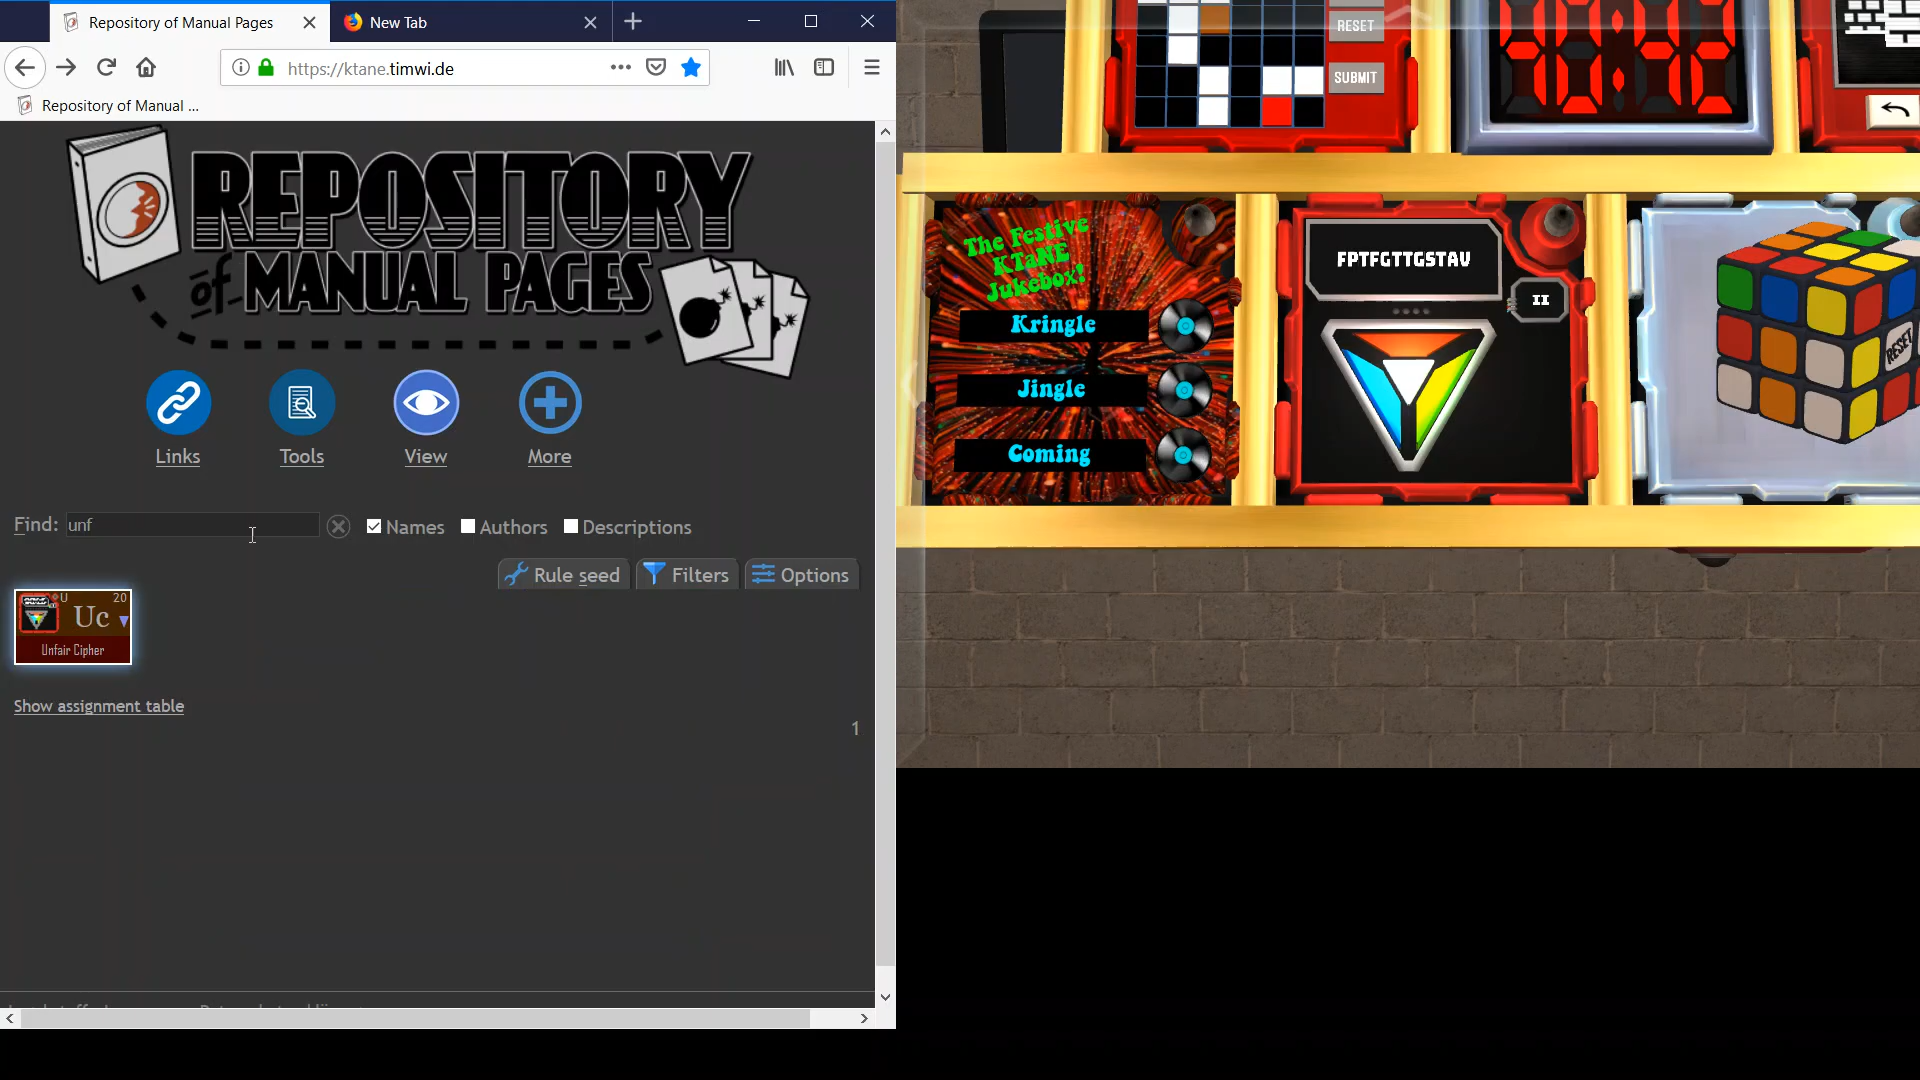 Repository of Manual Pages
New Tab
https://ktane.timwi.de
Repository of Manual ...
REPOSITORY
of MANUAL PAGES
Links
Tools
View
More
Find: unf
Names
Authors
Descriptions
Rule seed
Filters
Options
U
20
Uc
Unfair Cipher
Show assignment table
1
RESET
SUBMIT
The Festive
KTaNE
Jukebox!
Kringle
Jingle
Coming
FPTFGTTGSTAV
II
RESET